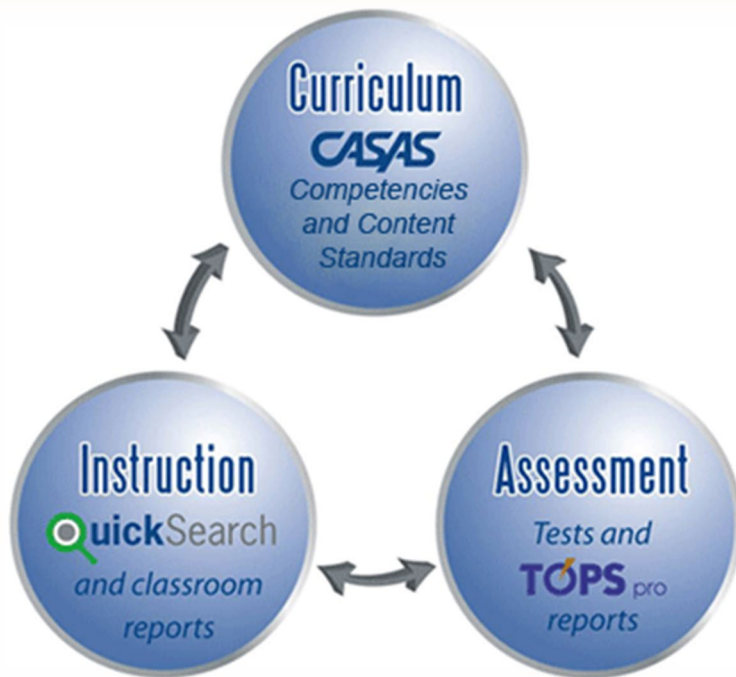 Curriculum
CASAS
Competencies
and Content
Standards
Instruction
QuickSearch
and classroom
reports
Assessment
Tests and
TOPS pro
reports